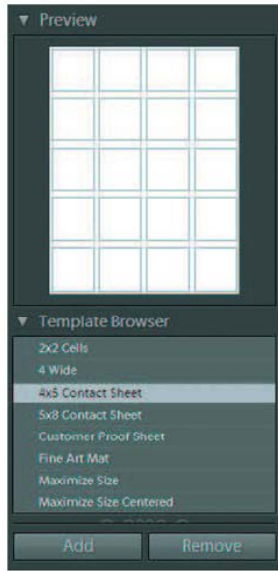 Preview
Template Browser
2x2 Cells
4 Wide
4x5 Contact Sheet
5x8 Contact Sheet
Customer Proof Sheet
Fine Art Mat
Maximize Size
Maximize Size Centered
Add
Remove